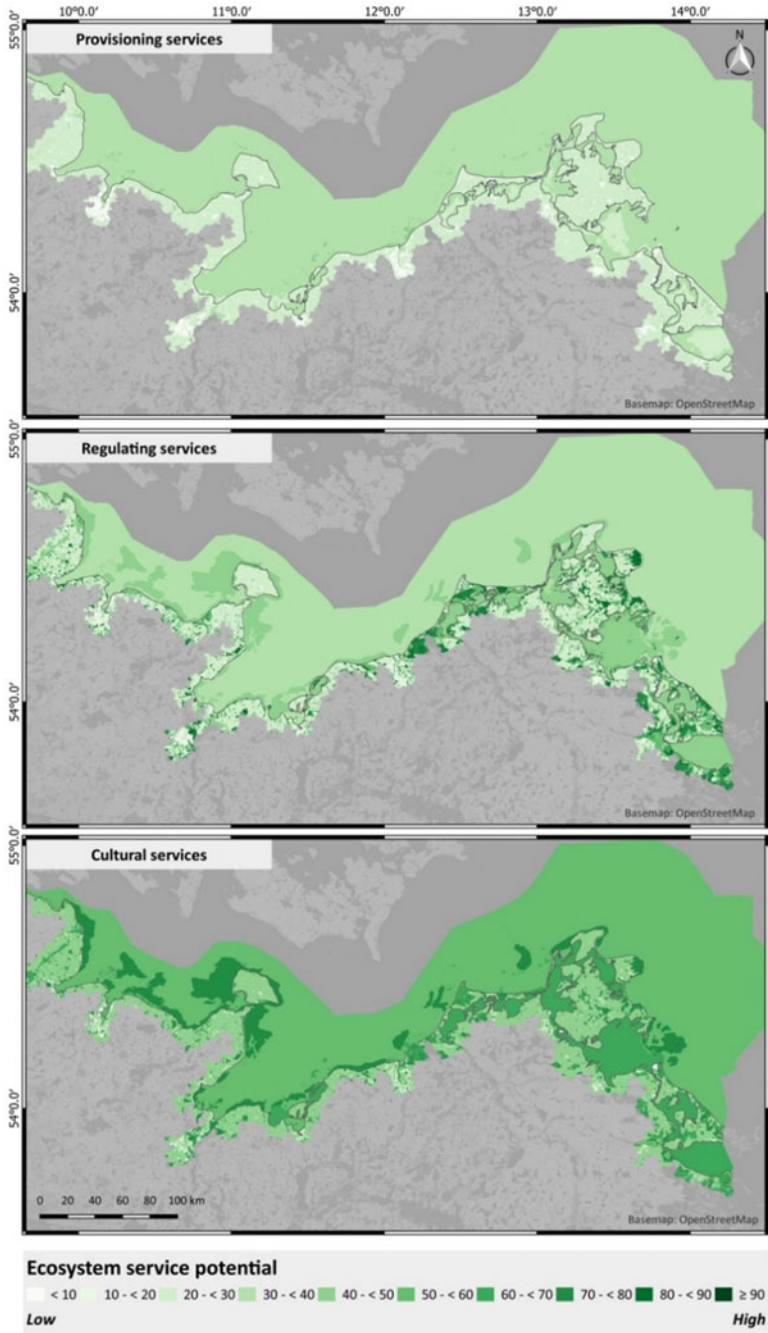 10°0.0' 11°0.0' 12°0.0' 13°0.0' 14°0.0'
55°0.0'
Provisioning services
N
54°0.0'
Basemap: OpenStreetMap
55°0.0'
Regulating services
54°0.0'
Basemap: OpenStreetMap
55°0.0'
Cultural services
54°0.0'
0 20 40 60 80 100 km
Basemap: OpenStreetMap
Ecosystem service potential
< 10 10 - < 20 20 - < 30 30 - < 40 40 - < 50 50 - < 60 60 - < 70 70 - < 80 80 - < 90 ≥ 90
Low High